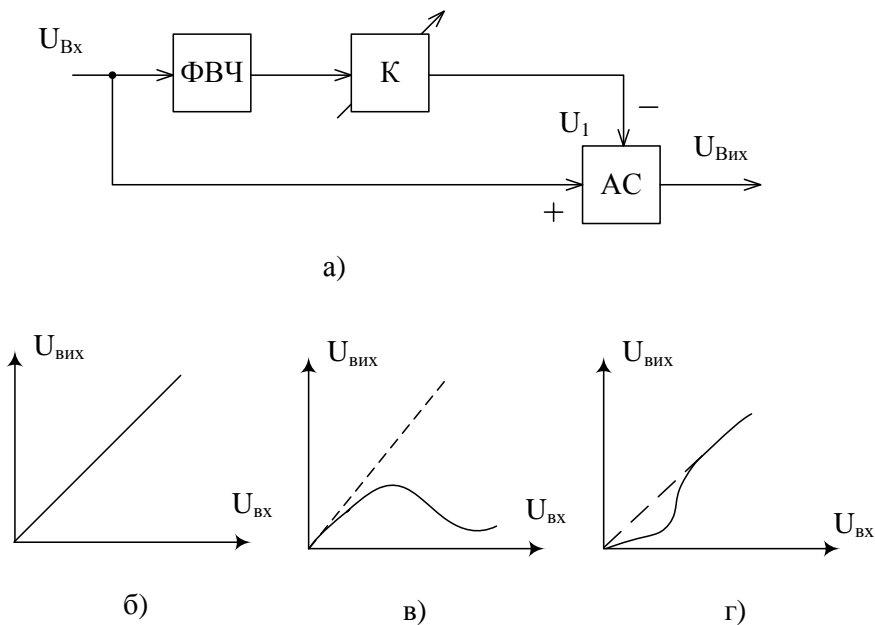 U_Вх
ФВЧ
К
−
U_1
U_Вих
АС
+
а)
U_вих
U_вих
U_вих
U_вх
U_вх
U_вх
б)
в)
г)